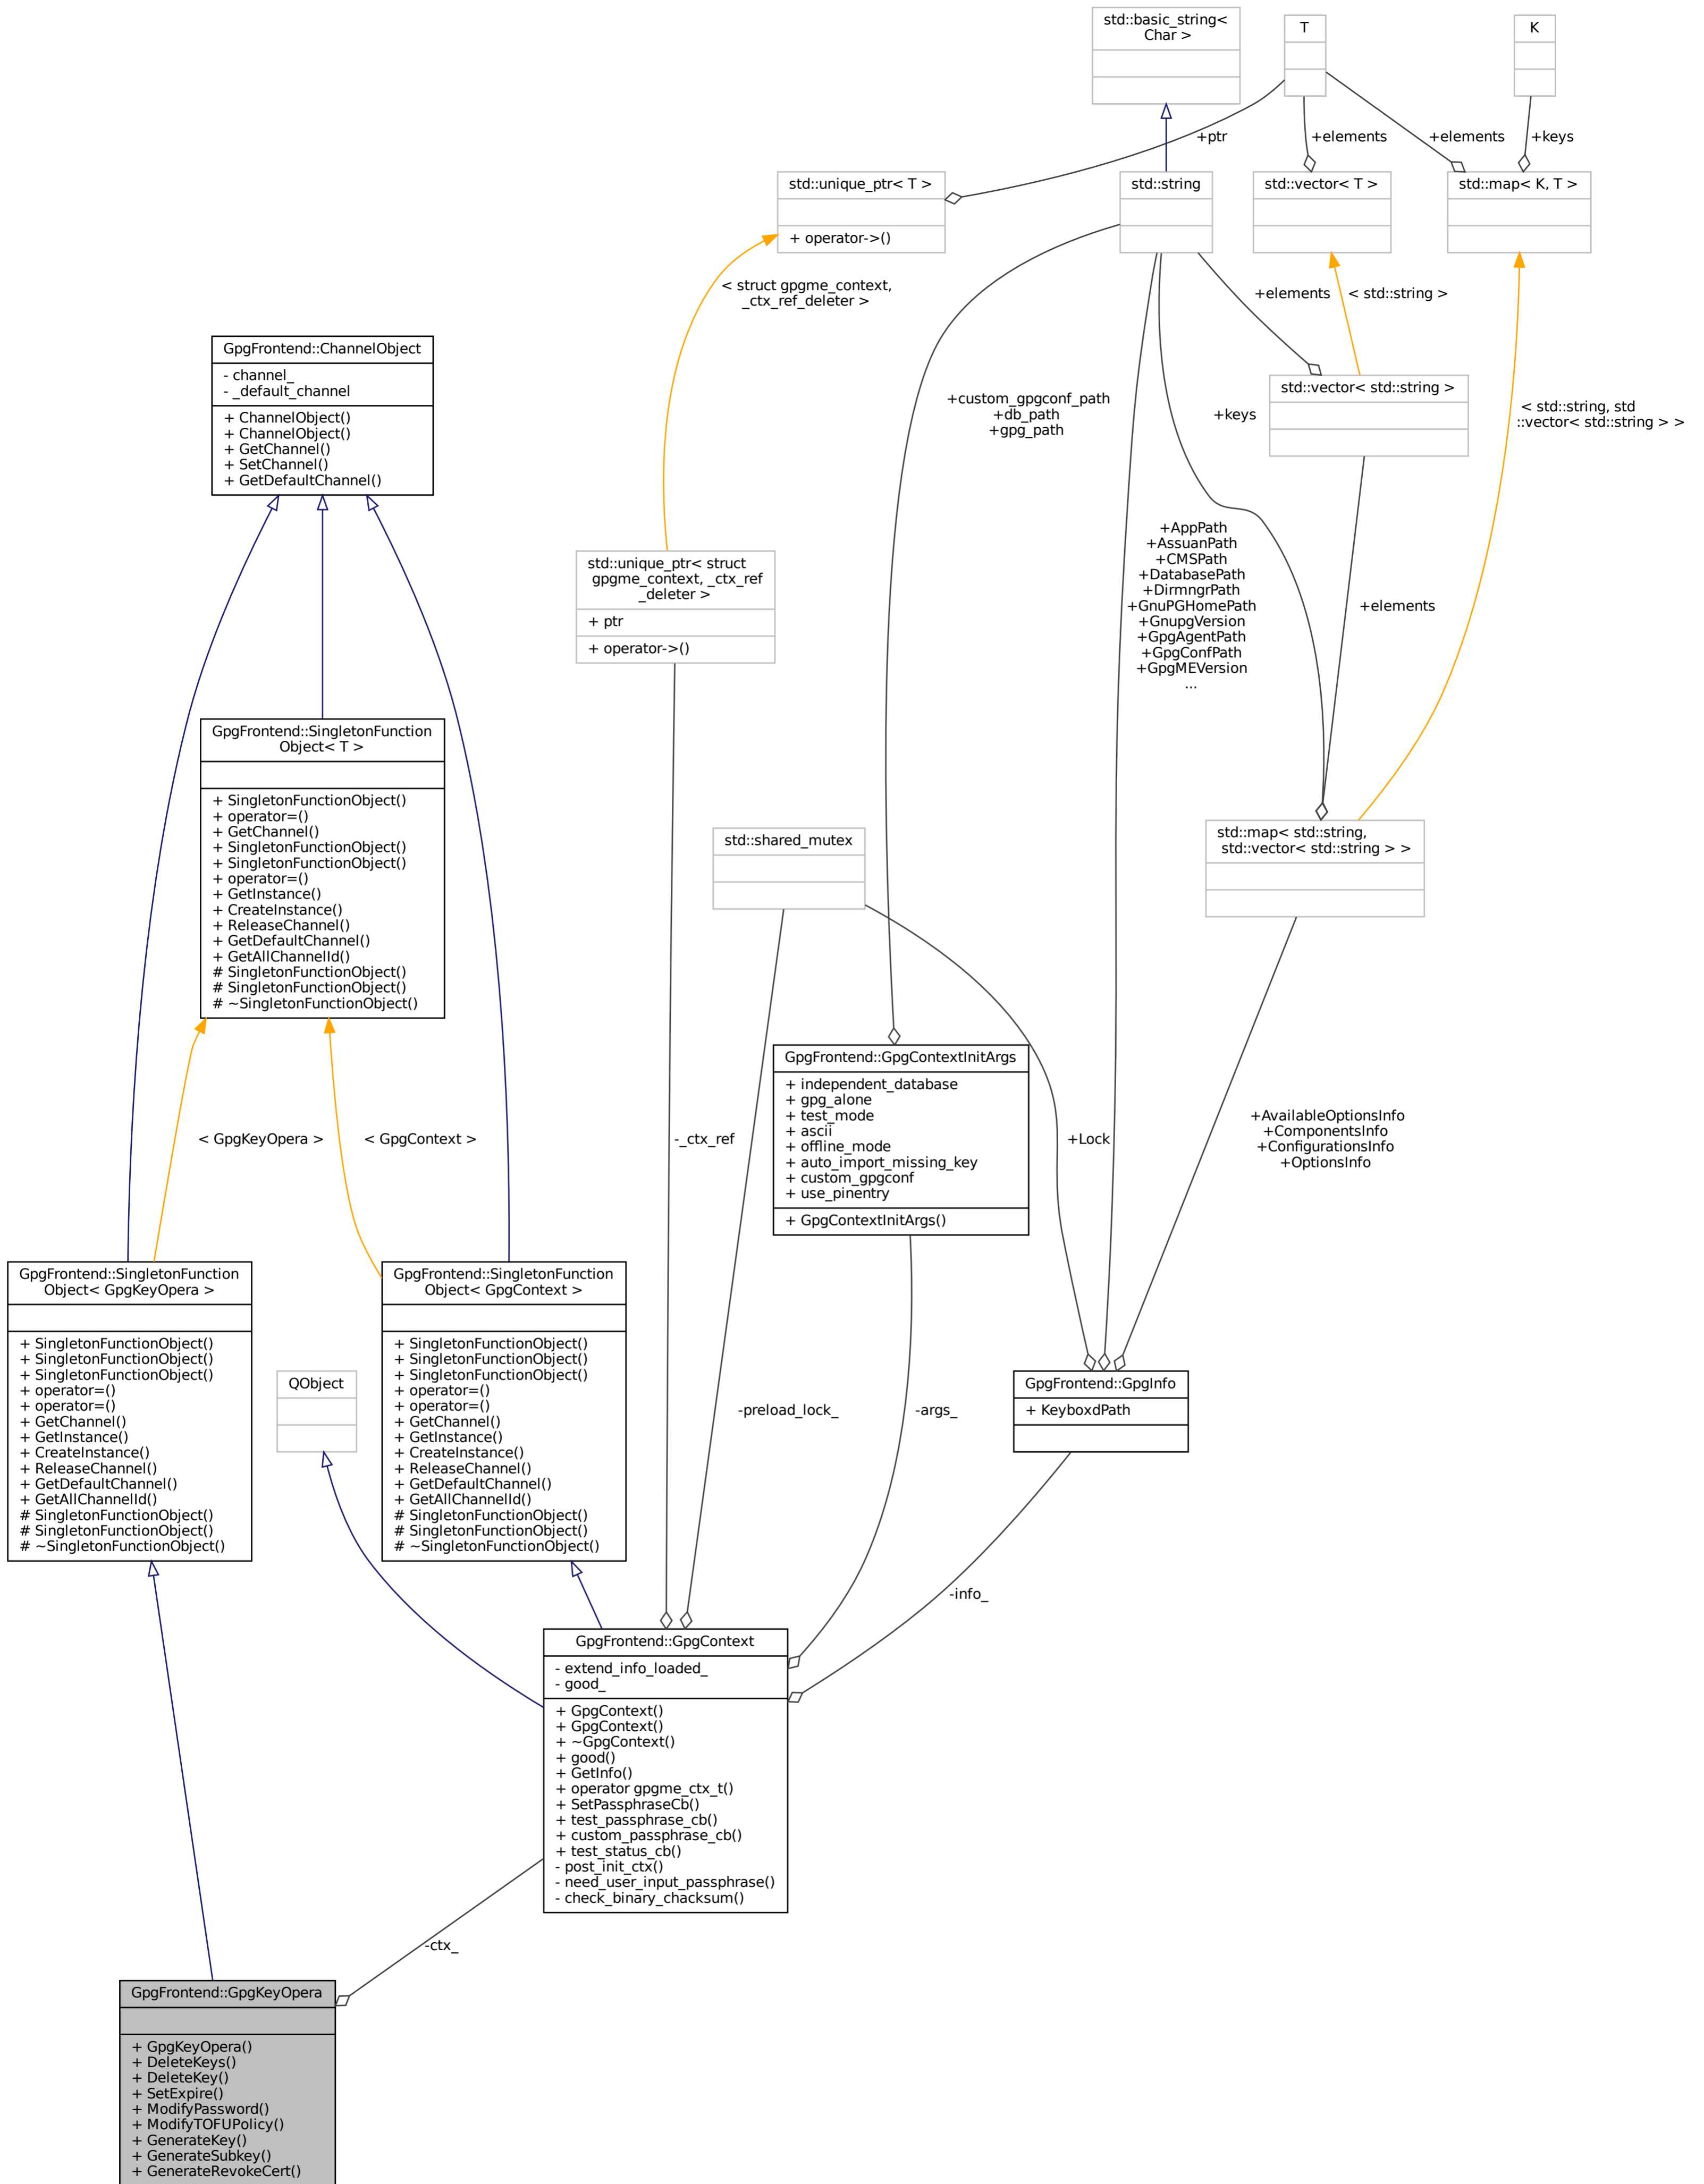 std::basic_string<
Char >
T
K
+ptr
+elements
+elements
+keys
std::unique_ptr< T >
+ operator->()
std::string
std::vector< T >
std::map< K, T >
< struct gpgme_context,
_ctx_ref_deleter >
+elements
< std::string >
GpgFrontend::ChannelObject
- channel_
- _default_channel
+ ChannelObject()
+ ChannelObject()
+ GetChannel()
+ SetChannel()
+ GetDefaultChannel()
+custom_gpgconf_path
+db_path
+gpg_path
+keys
std::vector< std::string >
< std::string, std
::vector< std::string > >
std::unique_ptr< struct
gpgme_context, _ctx_ref
_deleter >
+ ptr
+ operator->()
+AppPath
+AssuanPath
+CMSPath
+DatabasePath
+DirmngrPath
+GnuPGHomePath
+GnupgVersion
+GpgAgentPath
+GpgConfPath
+GpgMEVersion
...
+elements
GpgFrontend::SingletonFunction
Object< T >
+ SingletonFunctionObject()
+ operator=()
+ GetChannel()
+ SingletonFunctionObject()
+ SingletonFunctionObject()
+ operator=()
+ GetInstance()
+ CreateInstance()
+ ReleaseChannel()
+ GetDefaultChannel()
+ GetAllChannelId()
# SingletonFunctionObject()
# SingletonFunctionObject()
# ~SingletonFunctionObject()
std::shared_mutex
std::map< std::string,
std::vector< std::string > >
< GpgKeyOpera >
< GpgContext >
-_ctx_ref
GpgFrontend::GpgContextInitArgs
+ independent_database
+ gpg_alone
+ test_mode
+ ascii
+ offline_mode
+ auto_import_missing_key
+ custom_gpgconf
+ use_pinentry
+ GpgContextInitArgs()
+Lock
+AvailableOptionsInfo
+ComponentsInfo
+ConfigurationsInfo
+OptionsInfo
GpgFrontend::SingletonFunction
Object< GpgKeyOpera >
+ SingletonFunctionObject()
+ SingletonFunctionObject()
+ SingletonFunctionObject()
+ operator=()
+ operator=()
+ GetChannel()
+ GetInstance()
+ CreateInstance()
+ ReleaseChannel()
+ GetDefaultChannel()
+ GetAllChannelId()
# SingletonFunctionObject()
# SingletonFunctionObject()
# ~SingletonFunctionObject()
QObject
GpgFrontend::SingletonFunction
Object< GpgContext >
+ SingletonFunctionObject()
+ SingletonFunctionObject()
+ SingletonFunctionObject()
+ operator=()
+ operator=()
+ GetChannel()
+ GetInstance()
+ CreateInstance()
+ ReleaseChannel()
+ GetDefaultChannel()
+ GetAllChannelId()
# SingletonFunctionObject()
# SingletonFunctionObject()
# ~SingletonFunctionObject()
-preload_lock_
-args_
GpgFrontend::GpgInfo
+ KeyboxdPath
-info_
GpgFrontend::GpgContext
- extend_info_loaded_
- good_
+ GpgContext()
+ GpgContext()
+ ~GpgContext()
+ good()
+ GetInfo()
+ operator gpgme_ctx_t()
+ SetPassphraseCb()
+ test_passphrase_cb()
+ custom_passphrase_cb()
+ test_status_cb()
- post_init_ctx()
- need_user_input_passphrase()
- check_binary_chacksum()
-ctx_
GpgFrontend::GpgKeyOpera
+ GpgKeyOpera()
+ DeleteKeys()
+ DeleteKey()
+ SetExpire()
+ ModifyPassword()
+ ModifyTOFUPolicy()
+ GenerateKey()
+ GenerateSubkey()
+ GenerateRevokeCert()